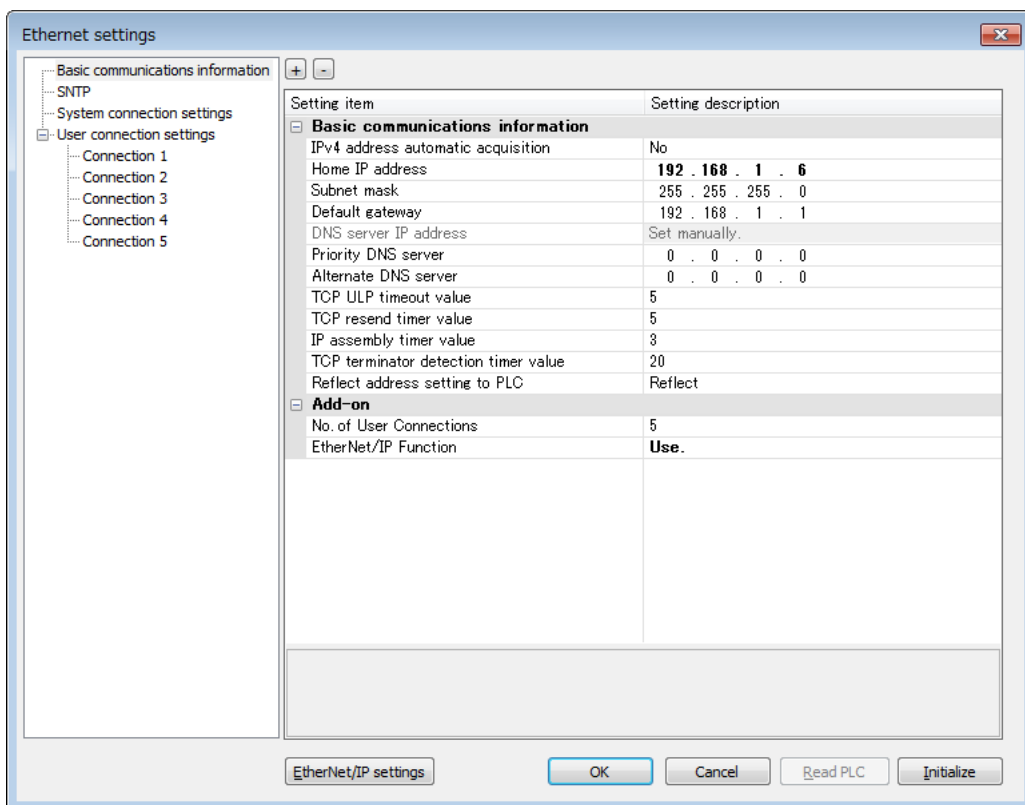 Ethernet settings
Basic communications information
SNTP
System connection settings
User connection settings
Connection 1
Connection 2
Connection 3
Connection 4
Connection 5
+ -
Setting item Setting description
Basic communications information
IPv4 address automatic acquisition No
Home IP address 192 . 168 . 1 . 6
Subnet mask 255 . 255 . 255 . 0
Default gateway 192 . 168 . 1 . 1
DNS server IP address Set manually.
Priority DNS server 0 . 0 . 0 . 0
Alternate DNS server 0 . 0 . 0 . 0
TCP ULP timeout value 5
TCP resend timer value 5
IP assembly timer value 3
TCP terminator detection timer value 20
Reflect address setting to PLC Reflect
Add-on
No. of User Connections 5
EtherNet/IP Function Use.
EtherNet/IP settings OK Cancel Read PLC Initialize